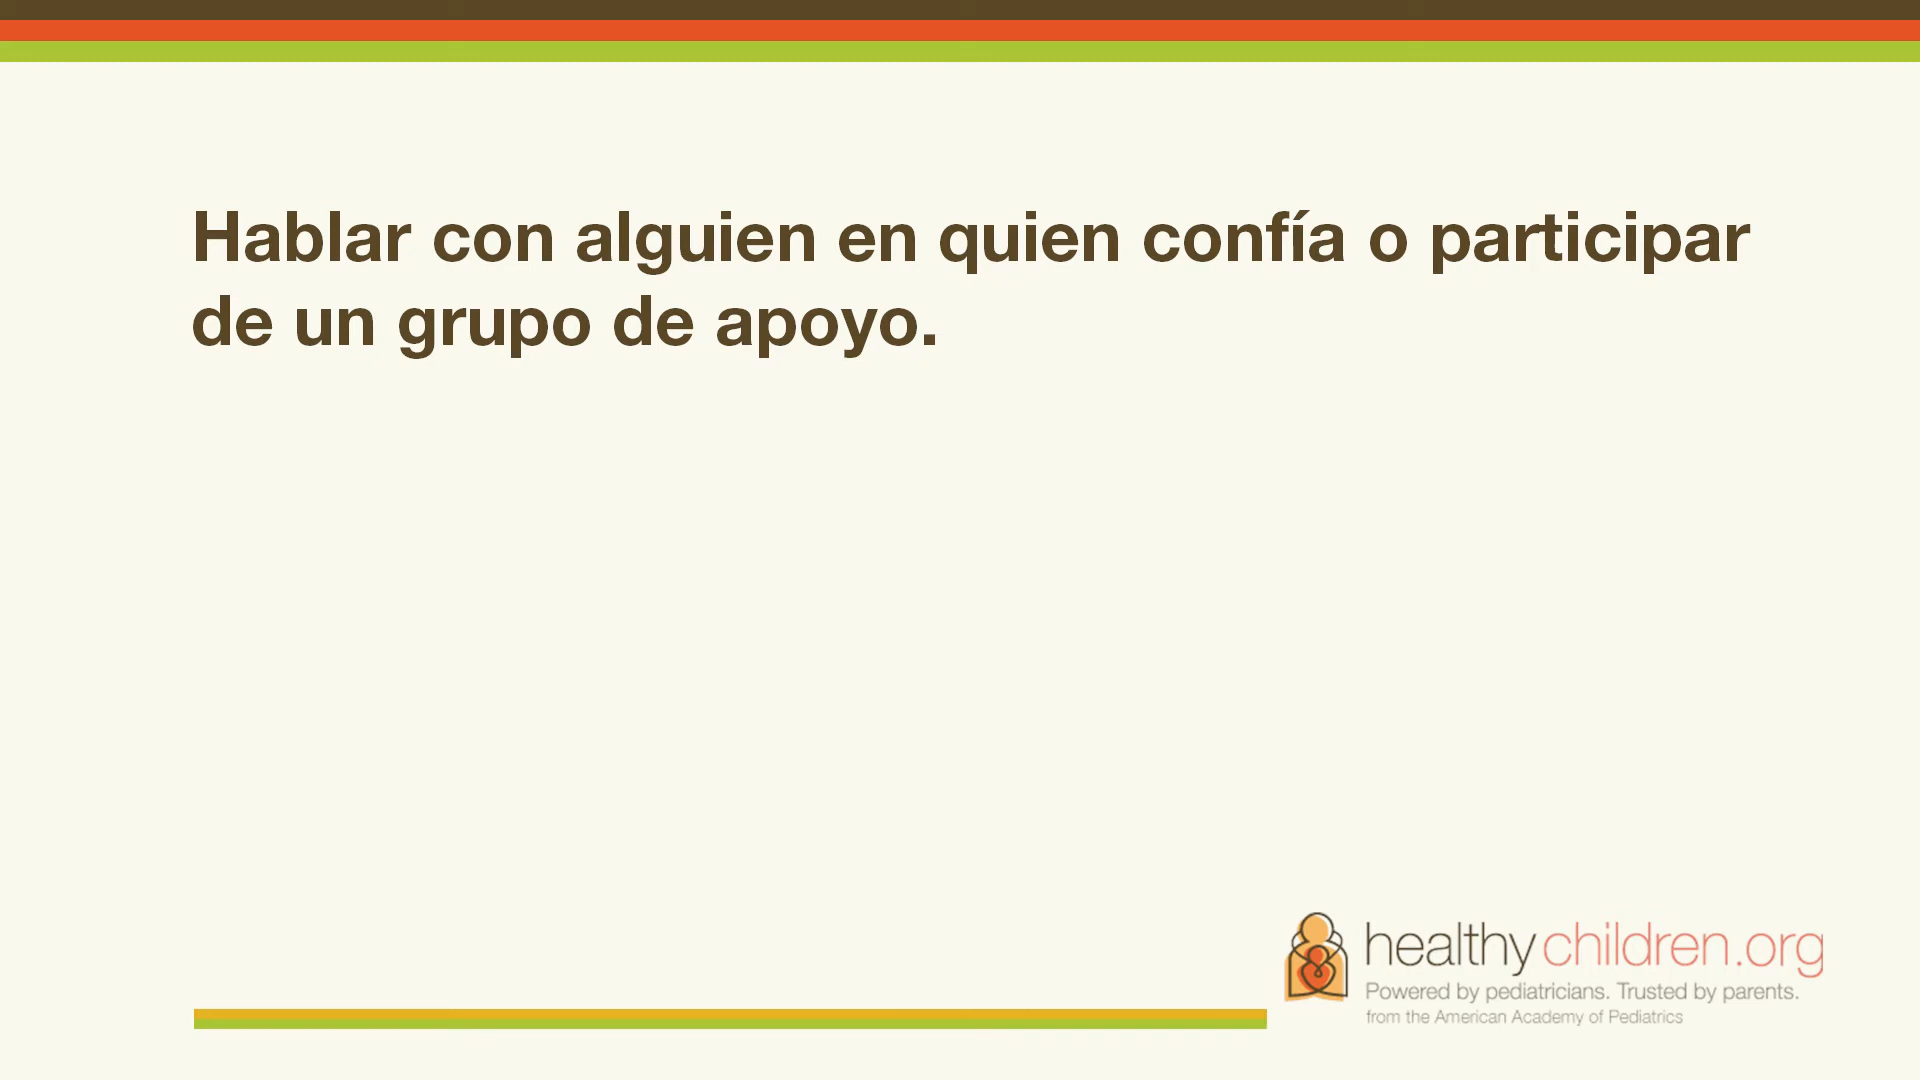 Hablar con alguien en quien confía o participar
de un grupo de apoyo.
healthychildren.org
Powered by pediatricians. Trusted by parents.
from the American Academy of Pediatrics